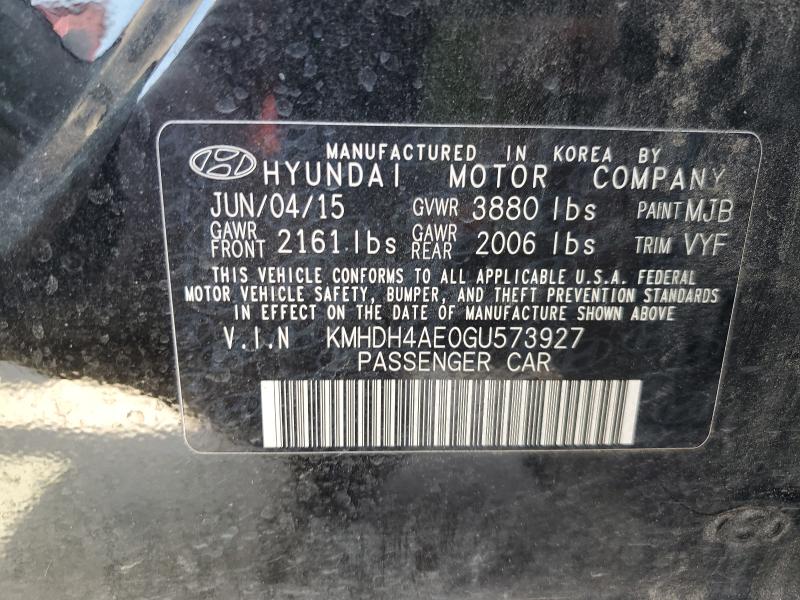 MANUFACTURED IN KOREA BY
HYUNDAI MOTOR COMPANY
JUN/04/15 GVWR 3880 lbs PAINT MJB
GAWR FRONT 2161 lbs GAWR REAR 2006 lbs TRIM VYF
THIS VEHICLE CONFORMS TO ALL APPLICABLE U.S.A. FEDERAL
MOTOR VEHICLE SAFETY, BUMPER, AND THEFT PREVENTION STANDARDS
IN EFFECT ON THE DATE OF MANUFACTURE SHOWN ABOVE
V.I.N KMHDH4AE0GU573927
PASSENGER CAR